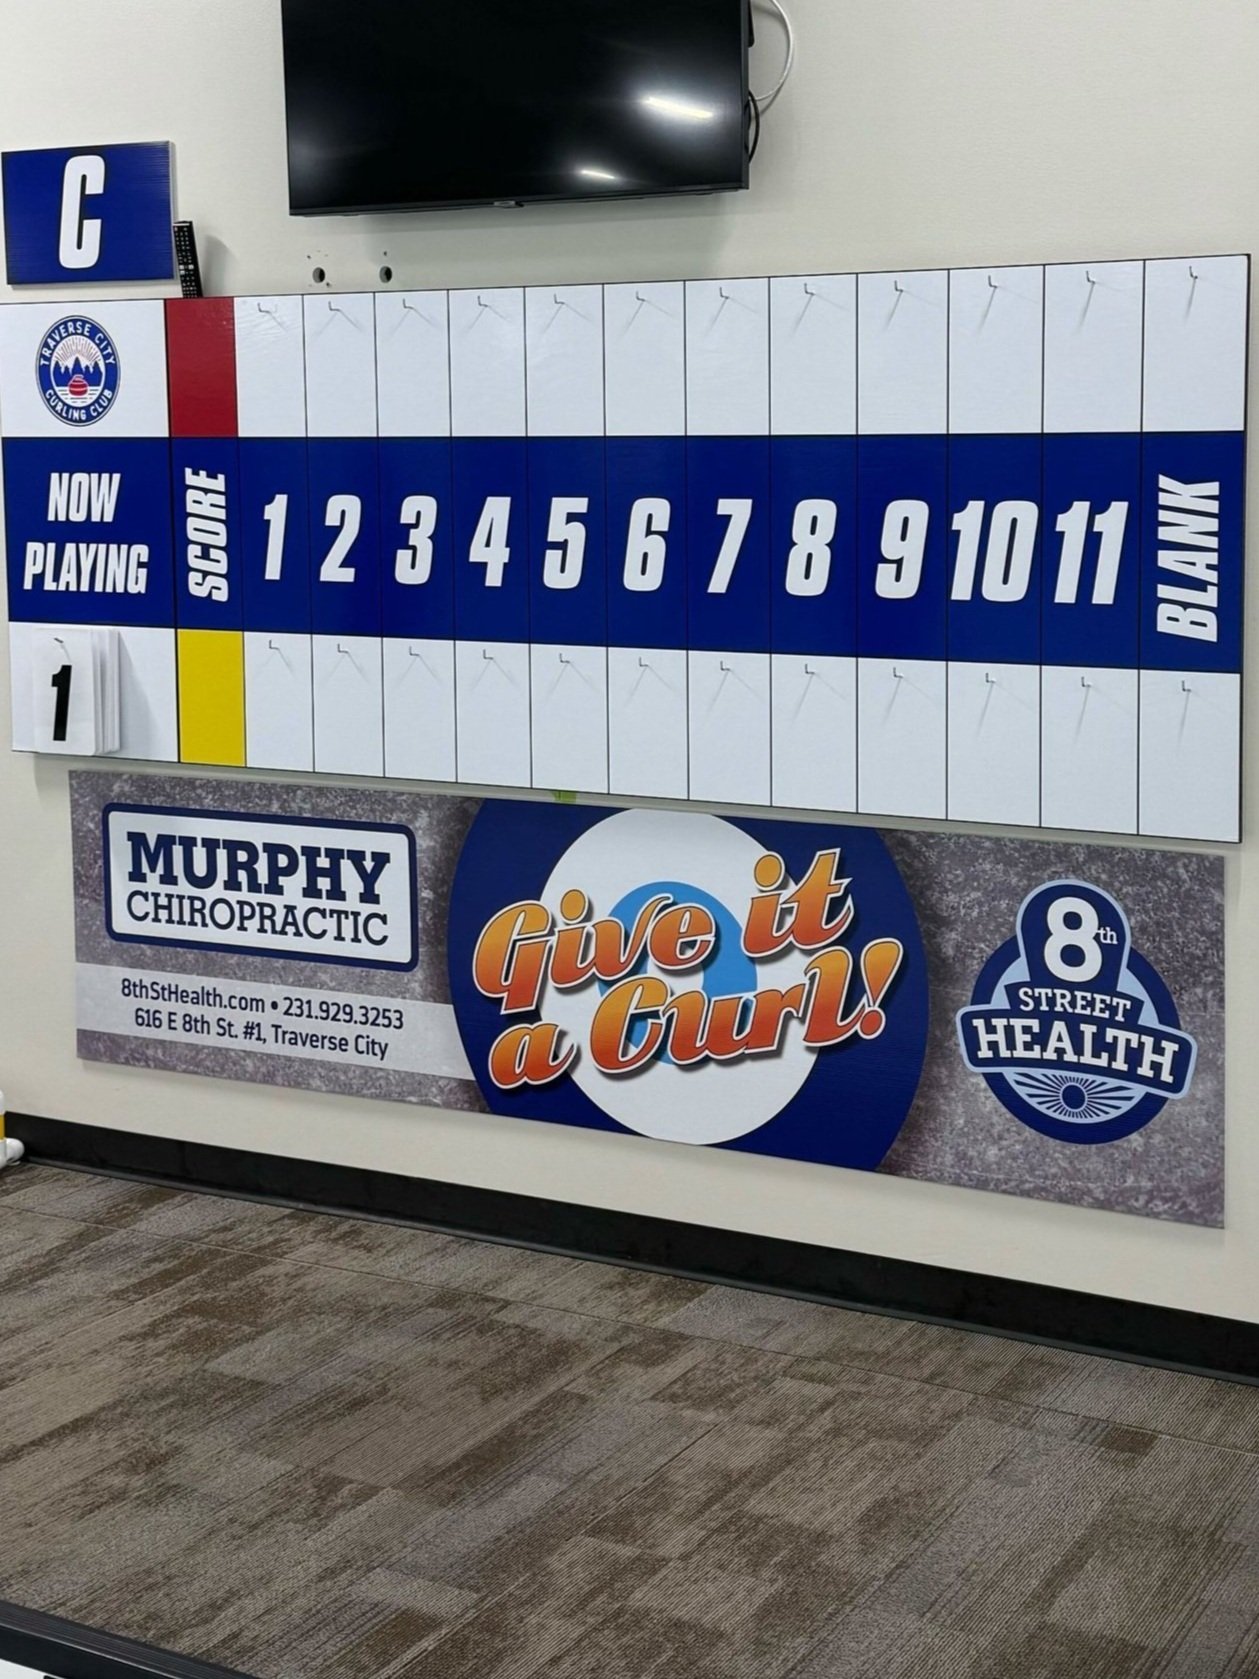 C
TRAVERSE CITY
CURLING CLUB
NOW
PLAYING
SCORE
1 2 3 4 5 6 7 8 9 10 11
BLANK
1
MURPHY
CHIROPRACTIC
8thStHealth.com • 231.929.3253
616 E 8th St. #1, Traverse City
Give it
a Curl!
8th
STREET
HEALTH